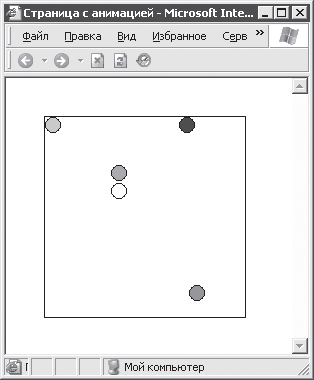 Страница с анимацией - Microsoft Inte...
Файл Правка Вид Избранное Серв »
Мой компьютер